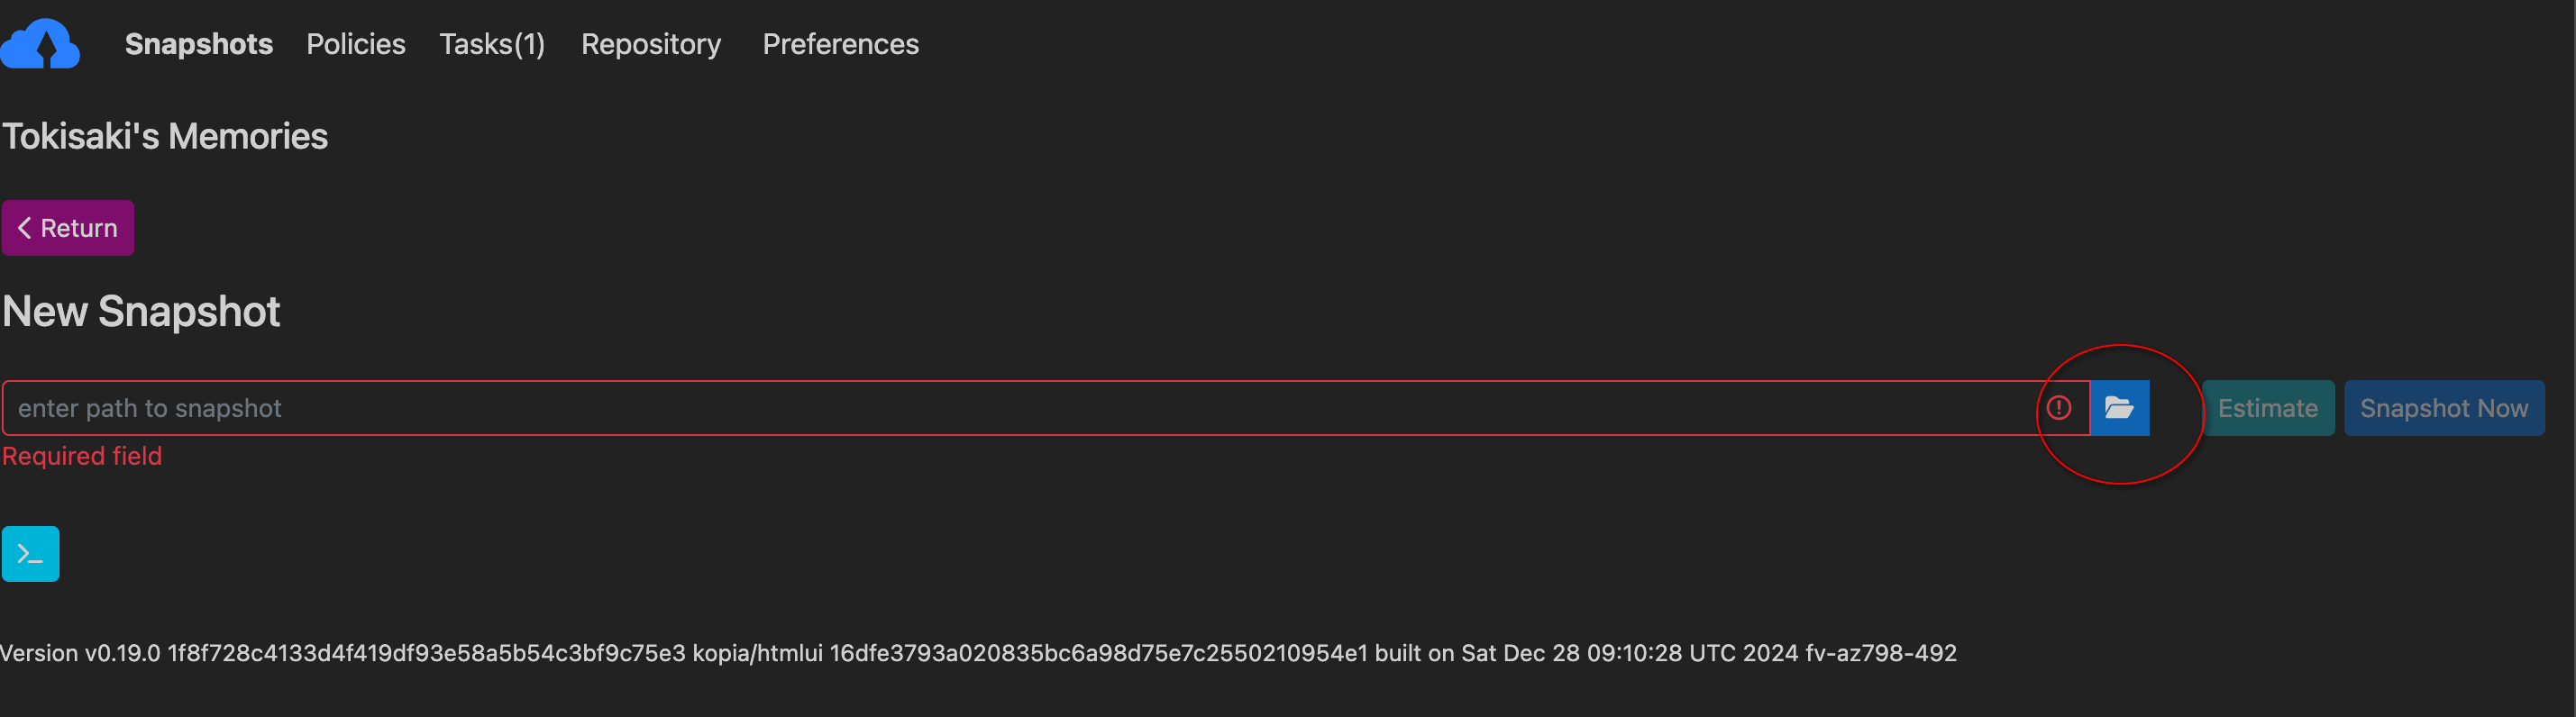 Snapshots Policies Tasks(1) Repository Preferences
Tokisaki's Memories
Return
New Snapshot
enter path to snapshot Estimate Snapshot Now
Required field
>_
Version v0.19.0 1f8f728c4133d4f419df93e58a5b54c3bf9c75e3 kopia/htmlui 16dfe3793a020835bc6a98d75e7c2550210954e1 built on Sat Dec 28 09:10:28 UTC 2024 fv-az798-492